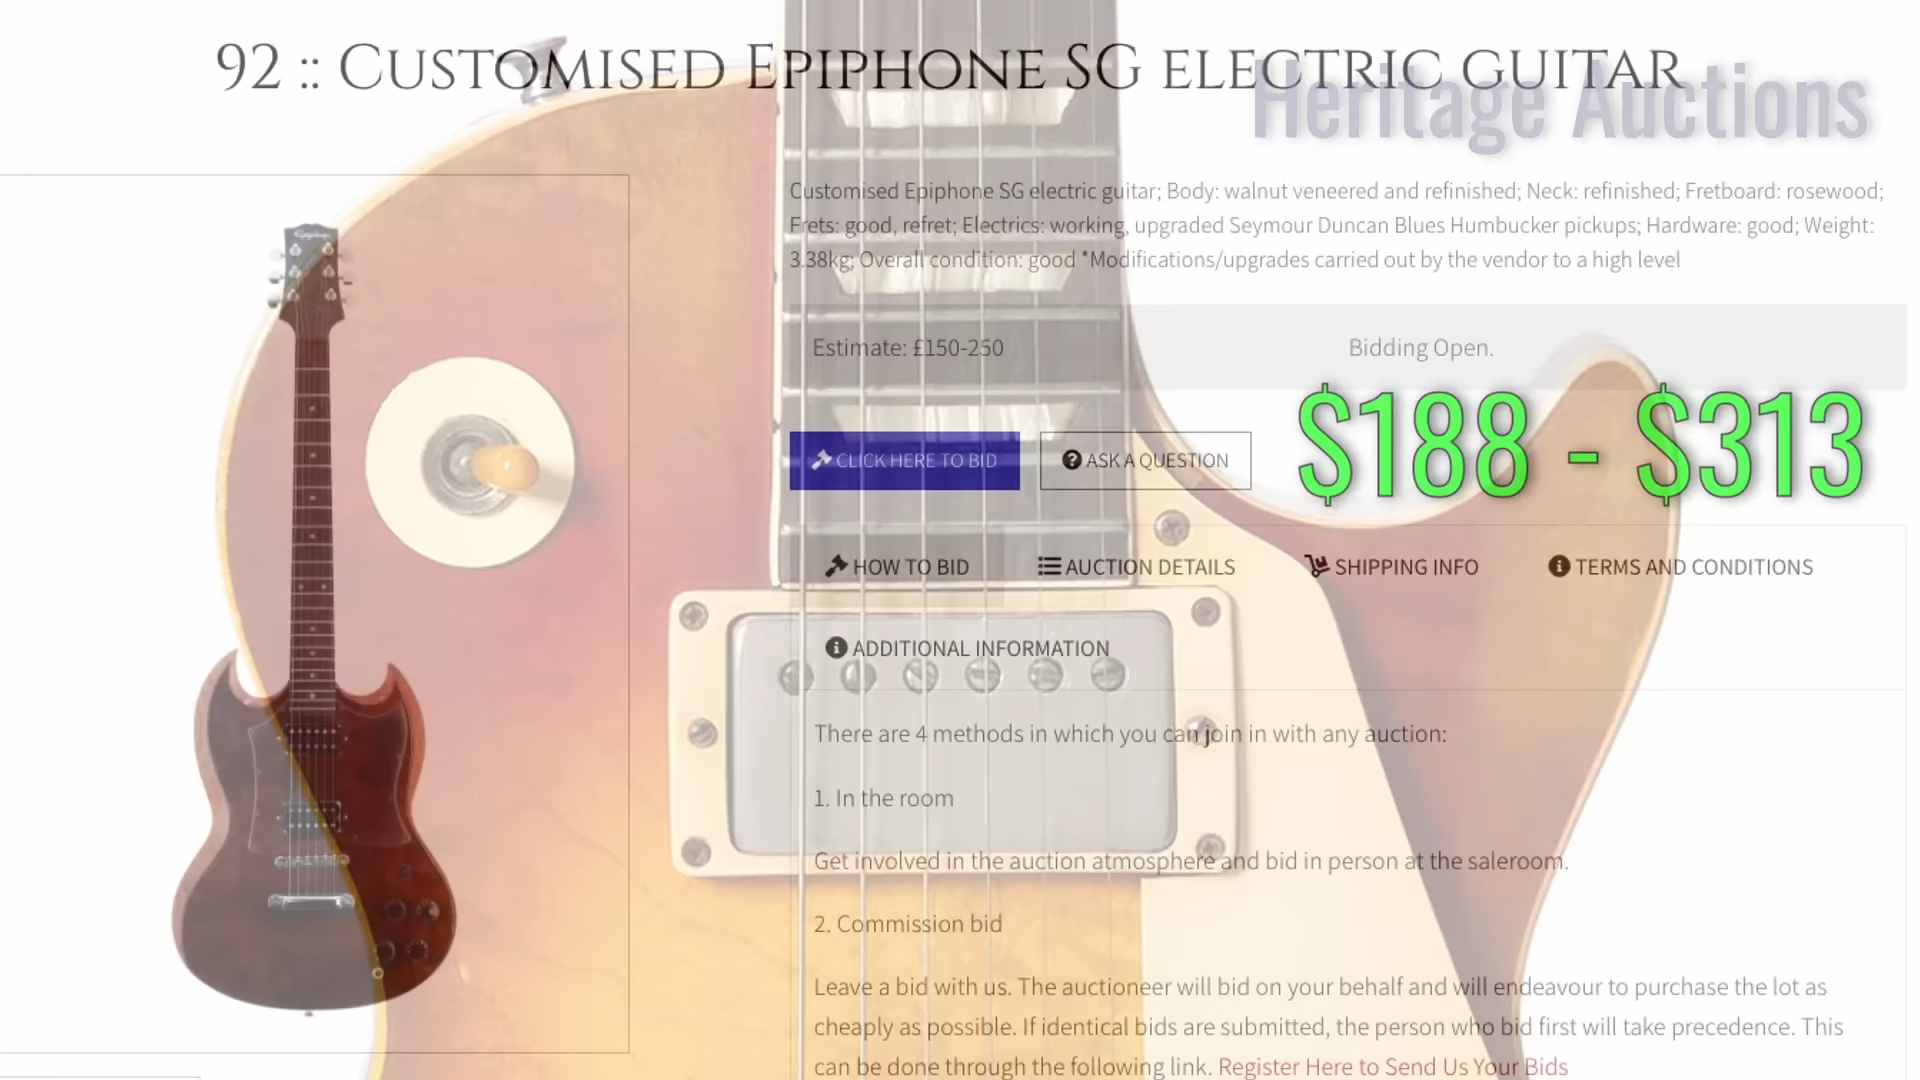 92 :: Customised Epiphone SG electric guitar
Heritage Auctions
Customised Epiphone SG electric guitar; Body: walnut veneered and refinished; Neck: refinished; Fretboard: rosewood;
Frets: good, refret; Electrics: working, upgraded Seymour Duncan Blues Humbucker pickups; Hardware: good; Weight:
3.38kg; Overall condition: good *Modifications/upgrades carried out by the vendor to a high level
Epiphone
Estimate: £150-250
Bidding Open.
$188 - $313
CLICK HERE TO BID
ASK A QUESTION
HOW TO BID
AUCTION DETAILS
SHIPPING INFO
TERMS AND CONDITIONS
ADDITIONAL INFORMATION
There are 4 methods in which you can join in with any auction:
1. In the room
Get involved in the auction atmosphere and bid in person at the saleroom.
2. Commission bid
Leave a bid with us. The auctioneer will bid on your behalf and will endeavour to purchase the lot as
cheaply as possible. If identical bids are submitted, the person who bid first will take precedence. This
can be done through the following link. Register Here to Send Us Your Bids